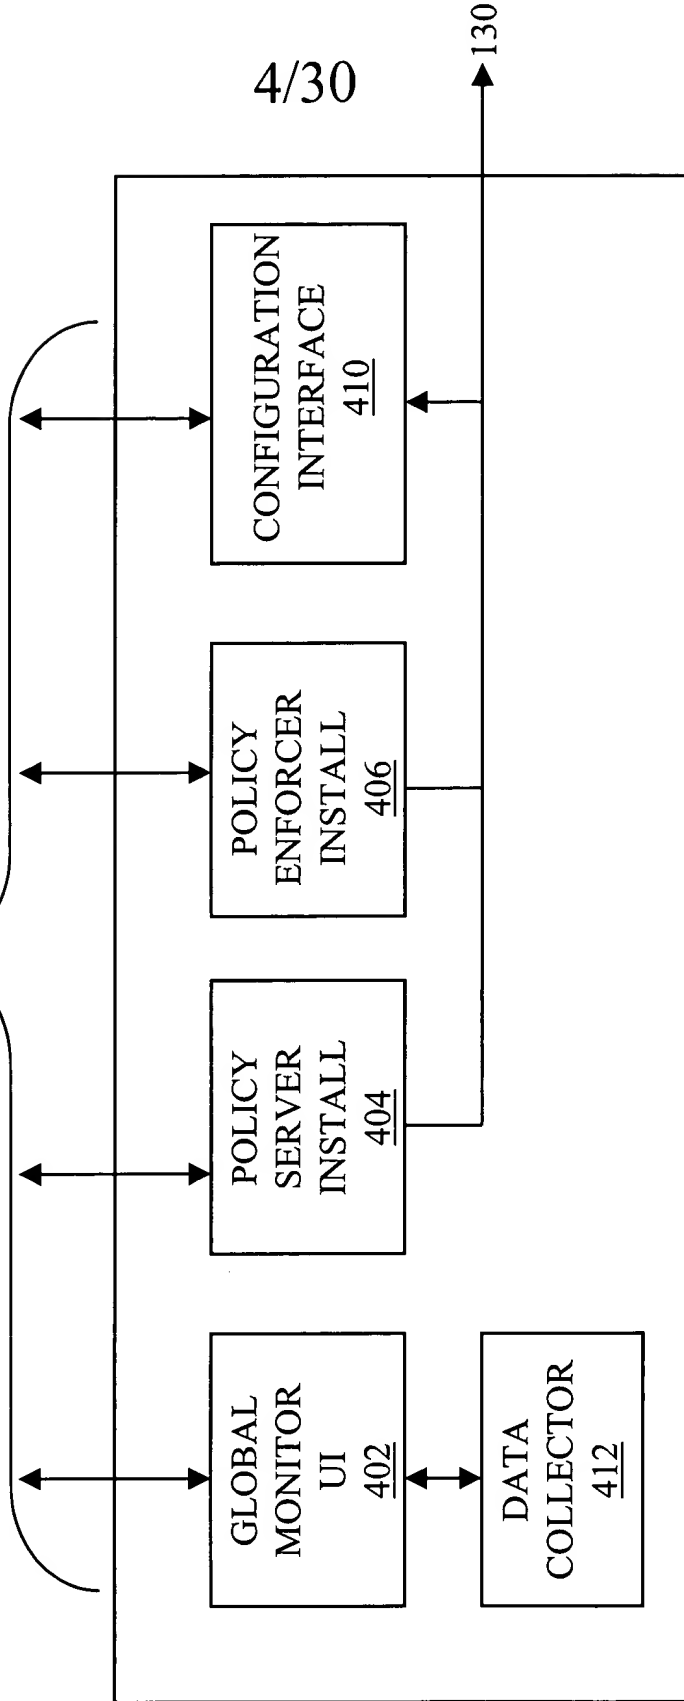 4/30
130
CONFIGURATION
INTERFACE
410
POLICY
ENFORCER
INSTALL
406
POLICY
SERVER
INSTALL
404
GLOBAL
MONITOR
UI
402
DATA
COLLECTOR
412